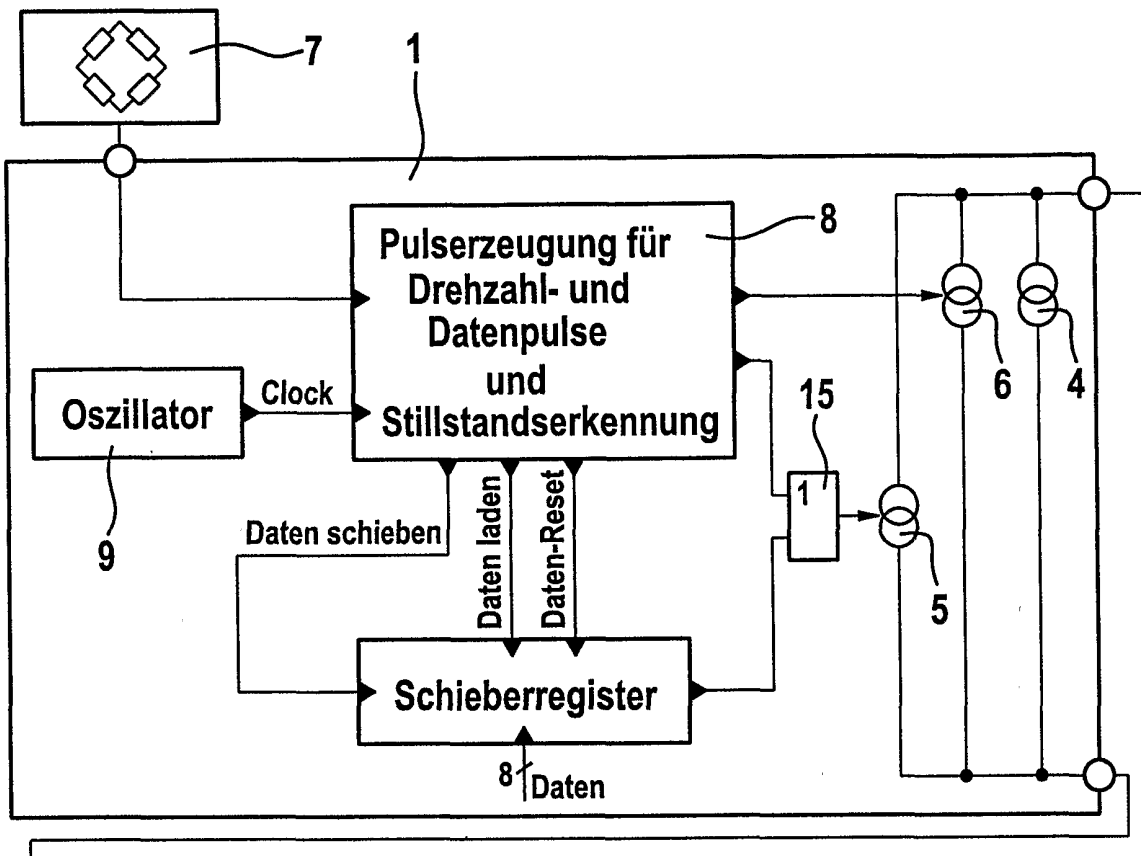 7
1
8
Pulserzeugung für
Drehzahl- und
Datenpulse
und
Stillstandserkennung
6
4
Clock
Oszillator
15
1
9
Daten schieben
Daten laden
Daten-Reset
5
Schieberregister
8
Daten